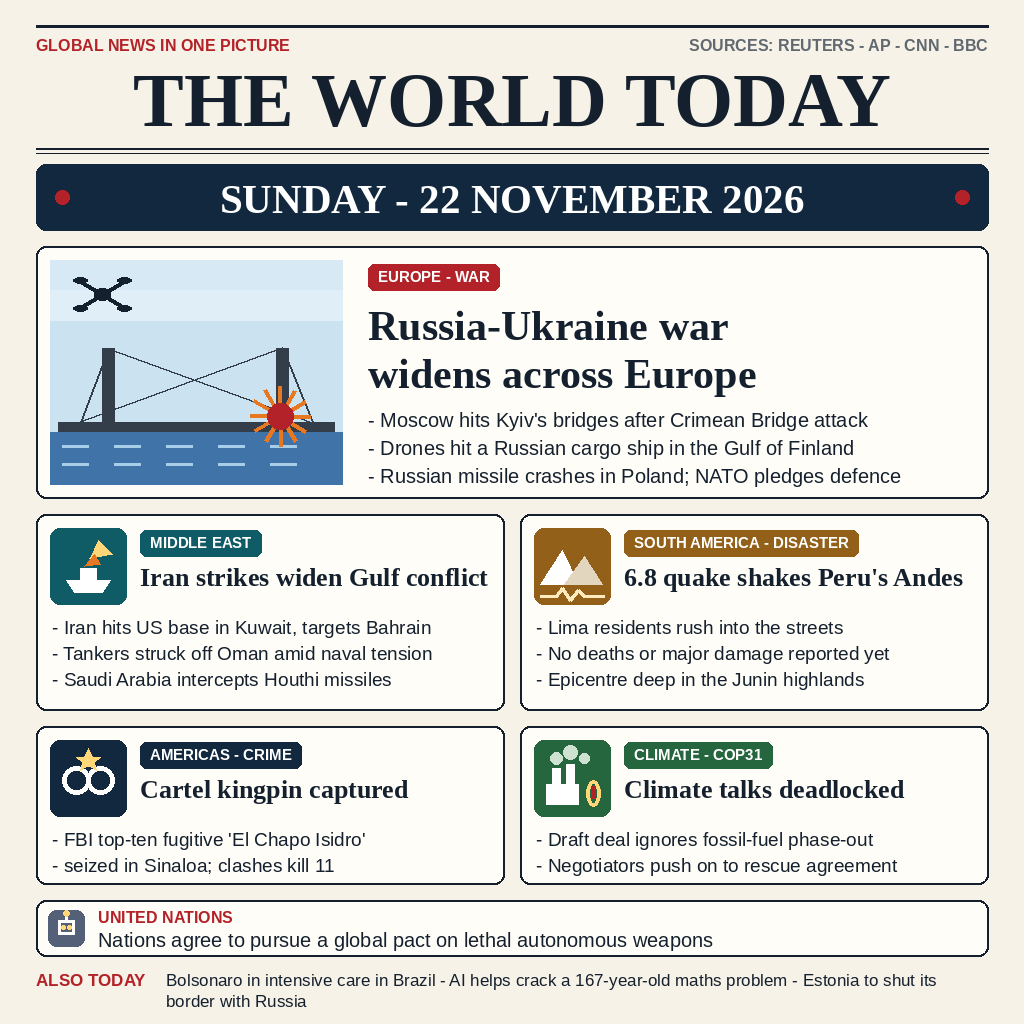 GLOBAL NEWS IN ONE PICTURE
SOURCES: REUTERS - AP - CNN - BBC
THE WORLD TODAY
SUNDAY - 22 NOVEMBER 2026
EUROPE - WAR
Russia-Ukraine war
widens across Europe
- Moscow hits Kyiv's bridges after Crimean Bridge attack
- Drones hit a Russian cargo ship in the Gulf of Finland
- Russian missile crashes in Poland; NATO pledges defence
MIDDLE EAST
Iran strikes widen Gulf conflict
- Iran hits US base in Kuwait, targets Bahrain
- Tankers struck off Oman amid naval tension
- Saudi Arabia intercepts Houthi missiles
SOUTH AMERICA - DISASTER
6.8 quake shakes Peru's Andes
- Lima residents rush into the streets
- No deaths or major damage reported yet
- Epicentre deep in the Junin highlands
AMERICAS - CRIME
Cartel kingpin captured
- FBI top-ten fugitive 'El Chapo Isidro'
- seized in Sinaloa; clashes kill 11
CLIMATE - COP31
Climate talks deadlocked
- Draft deal ignores fossil-fuel phase-out
- Negotiators push on to rescue agreement
UNITED NATIONS
Nations agree to pursue a global pact on lethal autonomous weapons
ALSO TODAY
Bolsonaro in intensive care in Brazil - AI helps crack a 167-year-old maths problem - Estonia to shut its
border with Russia